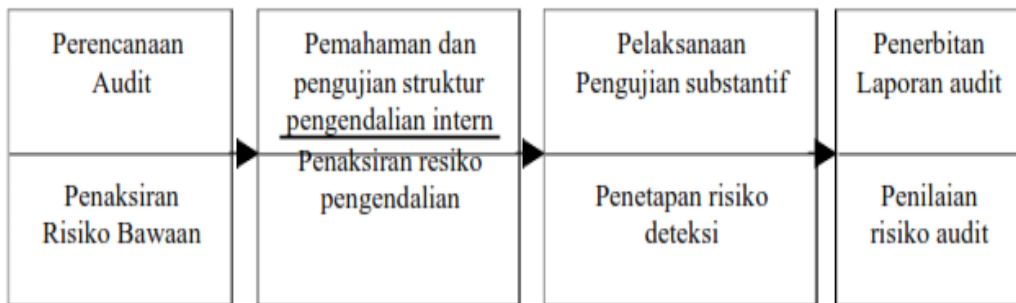 Perencanaan
Audit
Pemahaman dan
pengujian struktur
pengendalian intern
Pelaksanaan
Pengujian substantif
Penerbitan
Laporan audit
Penaksiran
Risiko Bawaan
Penaksiran resiko
pengendalian
Penetapan risiko
deteksi
Penilaian
risiko audit